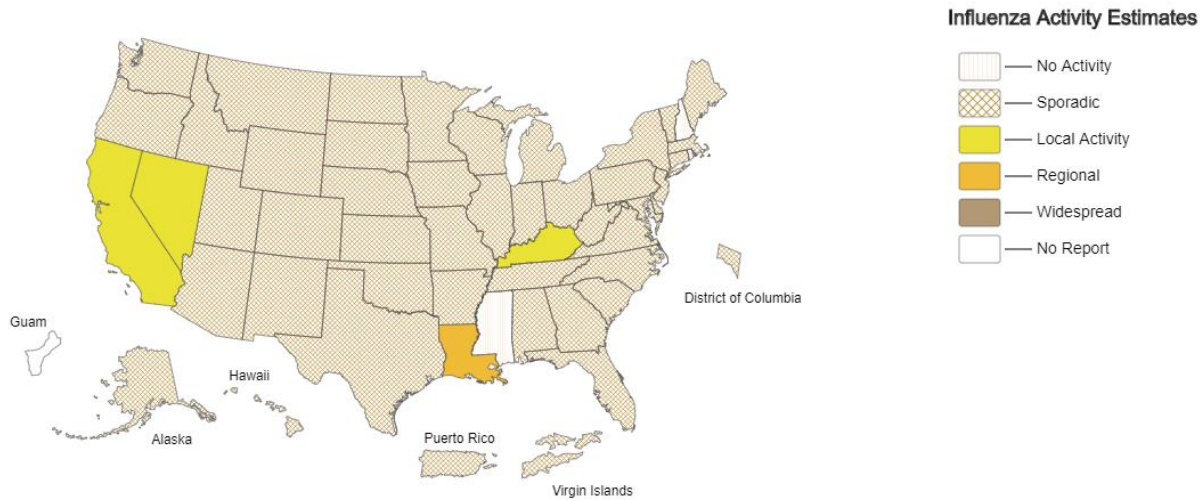 Influenza Activity Estimates
No Activity
Sporadic
Local Activity
Regional
Widespread
No Report
District of Columbia
Guam
Hawaii
Alaska
Puerto Rico
Virgin Islands